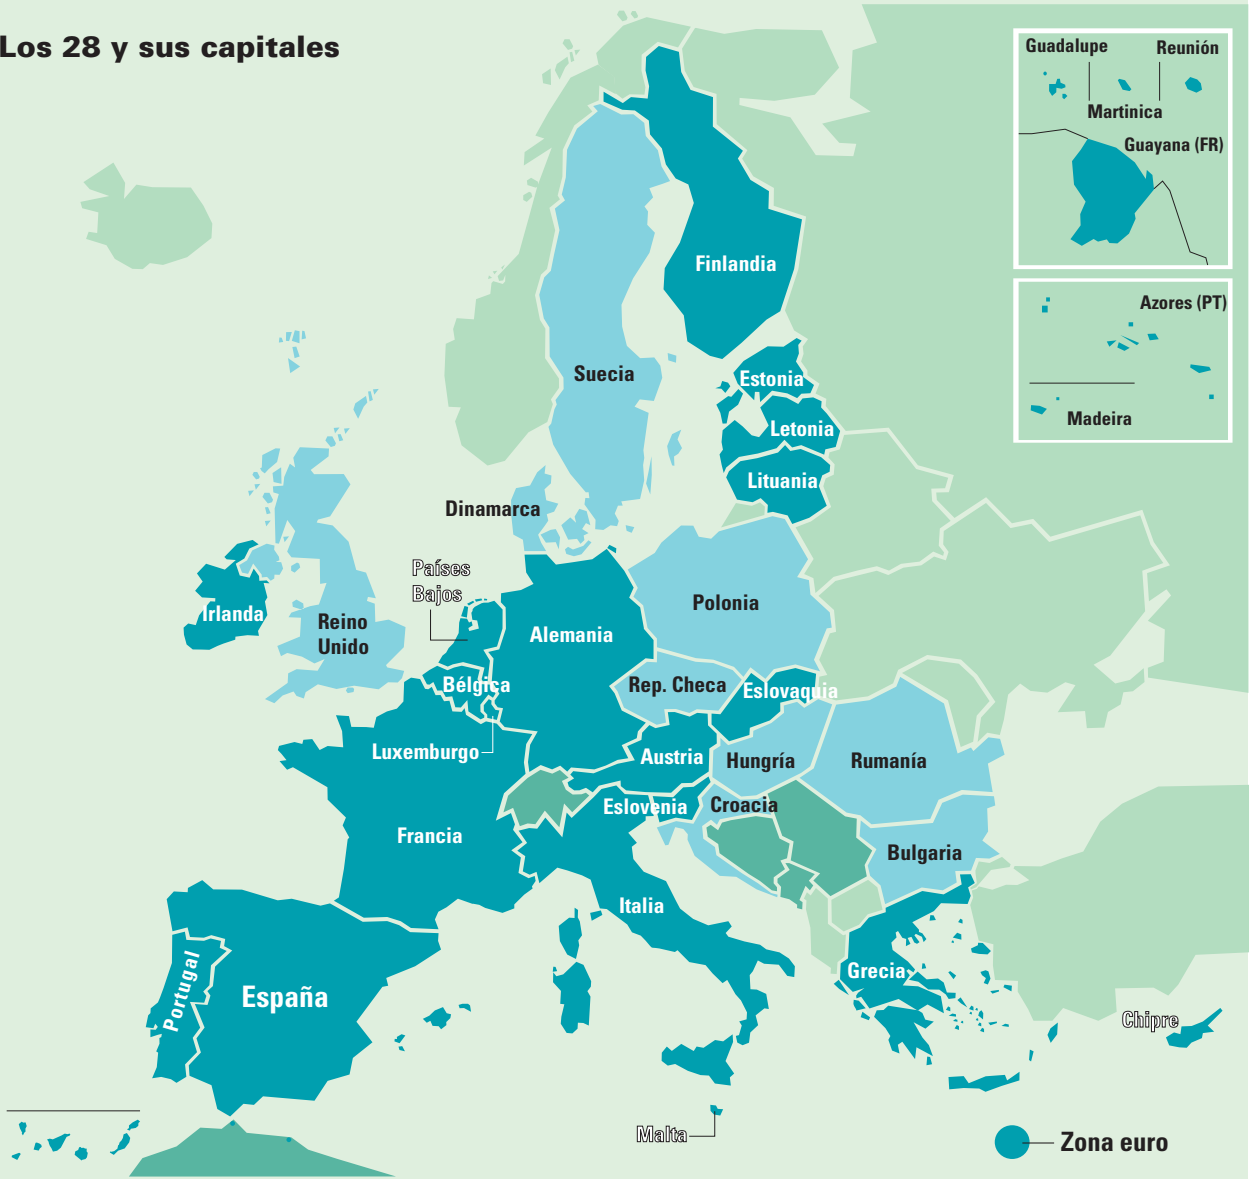 Los 28 y sus capitales
Guadalupe
Reunión
Martinica
Guayana (FR)
Finlandia
Azores (PT)
Suecia
Estonia
Madeira
Letonia
Lituania
Dinamarca
Países
Bajos
Irlanda
Reino
Unido
Alemania
Polonia
Bélgica
Rep. Checa
Eslovaquia
Luxemburgo
Austria
Hungría
Rumanía
Eslovenia
Croacia
Francia
Bulgaria
Italia
Portugal
España
Grecia
Chipre
Malta
Zona euro